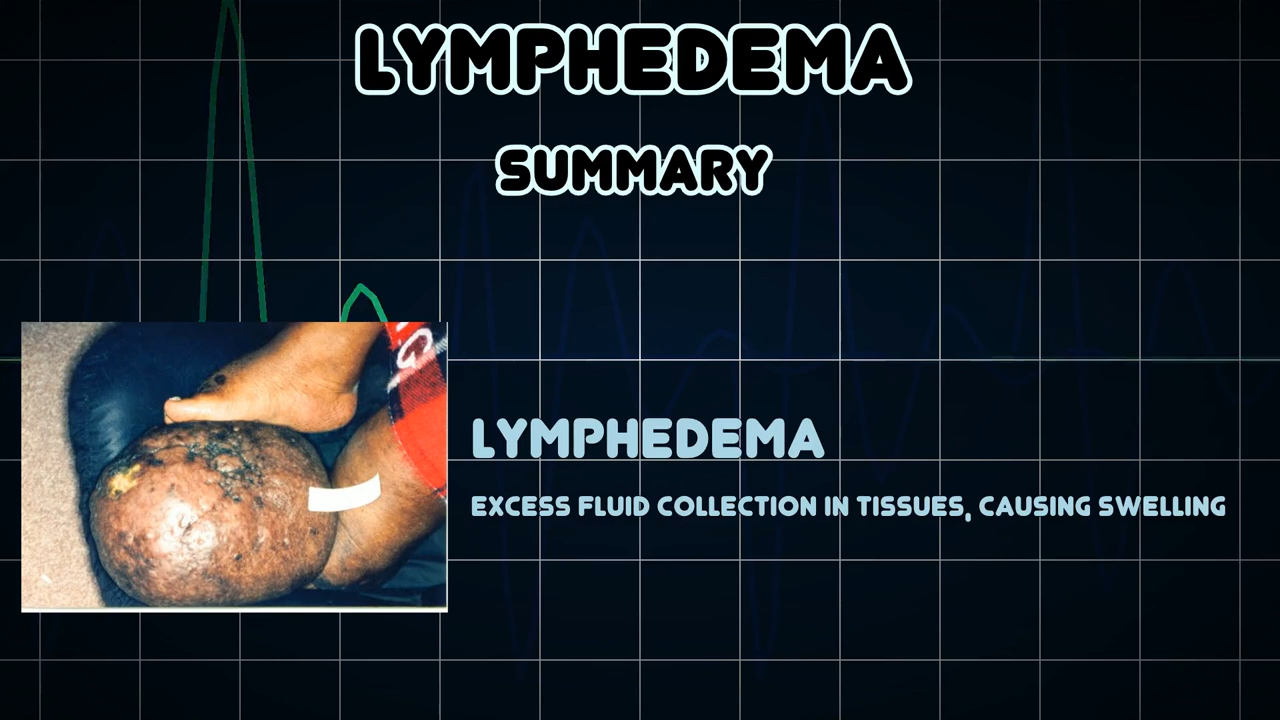 LYMPHEDEMA
SUMMARY
LYMPHEDEMA
EXCESS FLUID COLLECTION IN TISSUES, CAUSING SWELLING